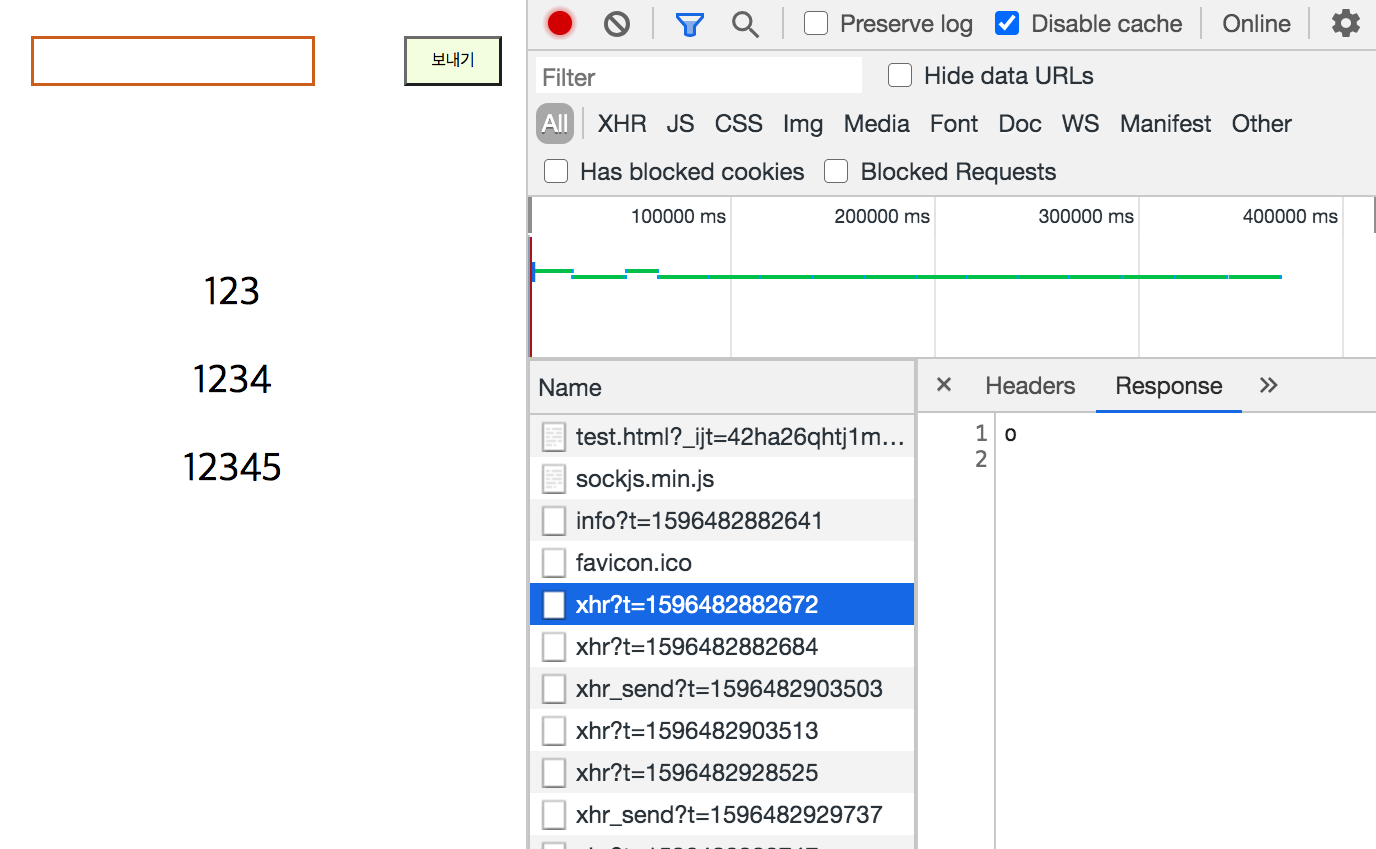 보내기
123
1234
12345
Preserve log Disable cache Online
Filter Hide data URLs
All XHR JS CSS Img Media Font Doc WS Manifest Other
Has blocked cookies Blocked Requests
100000 ms 200000 ms 300000 ms 400000 ms
Name
test.html?_ijt=42ha26qhtj1m...
sockjs.min.js
info?t=1596482882641
favicon.ico
xhr?t=1596482882672
xhr?t=1596482882684
xhr_send?t=1596482903503
xhr?t=1596482903513
xhr?t=1596482928525
xhr_send?t=1596482929737
× Headers Response »
1 o
2